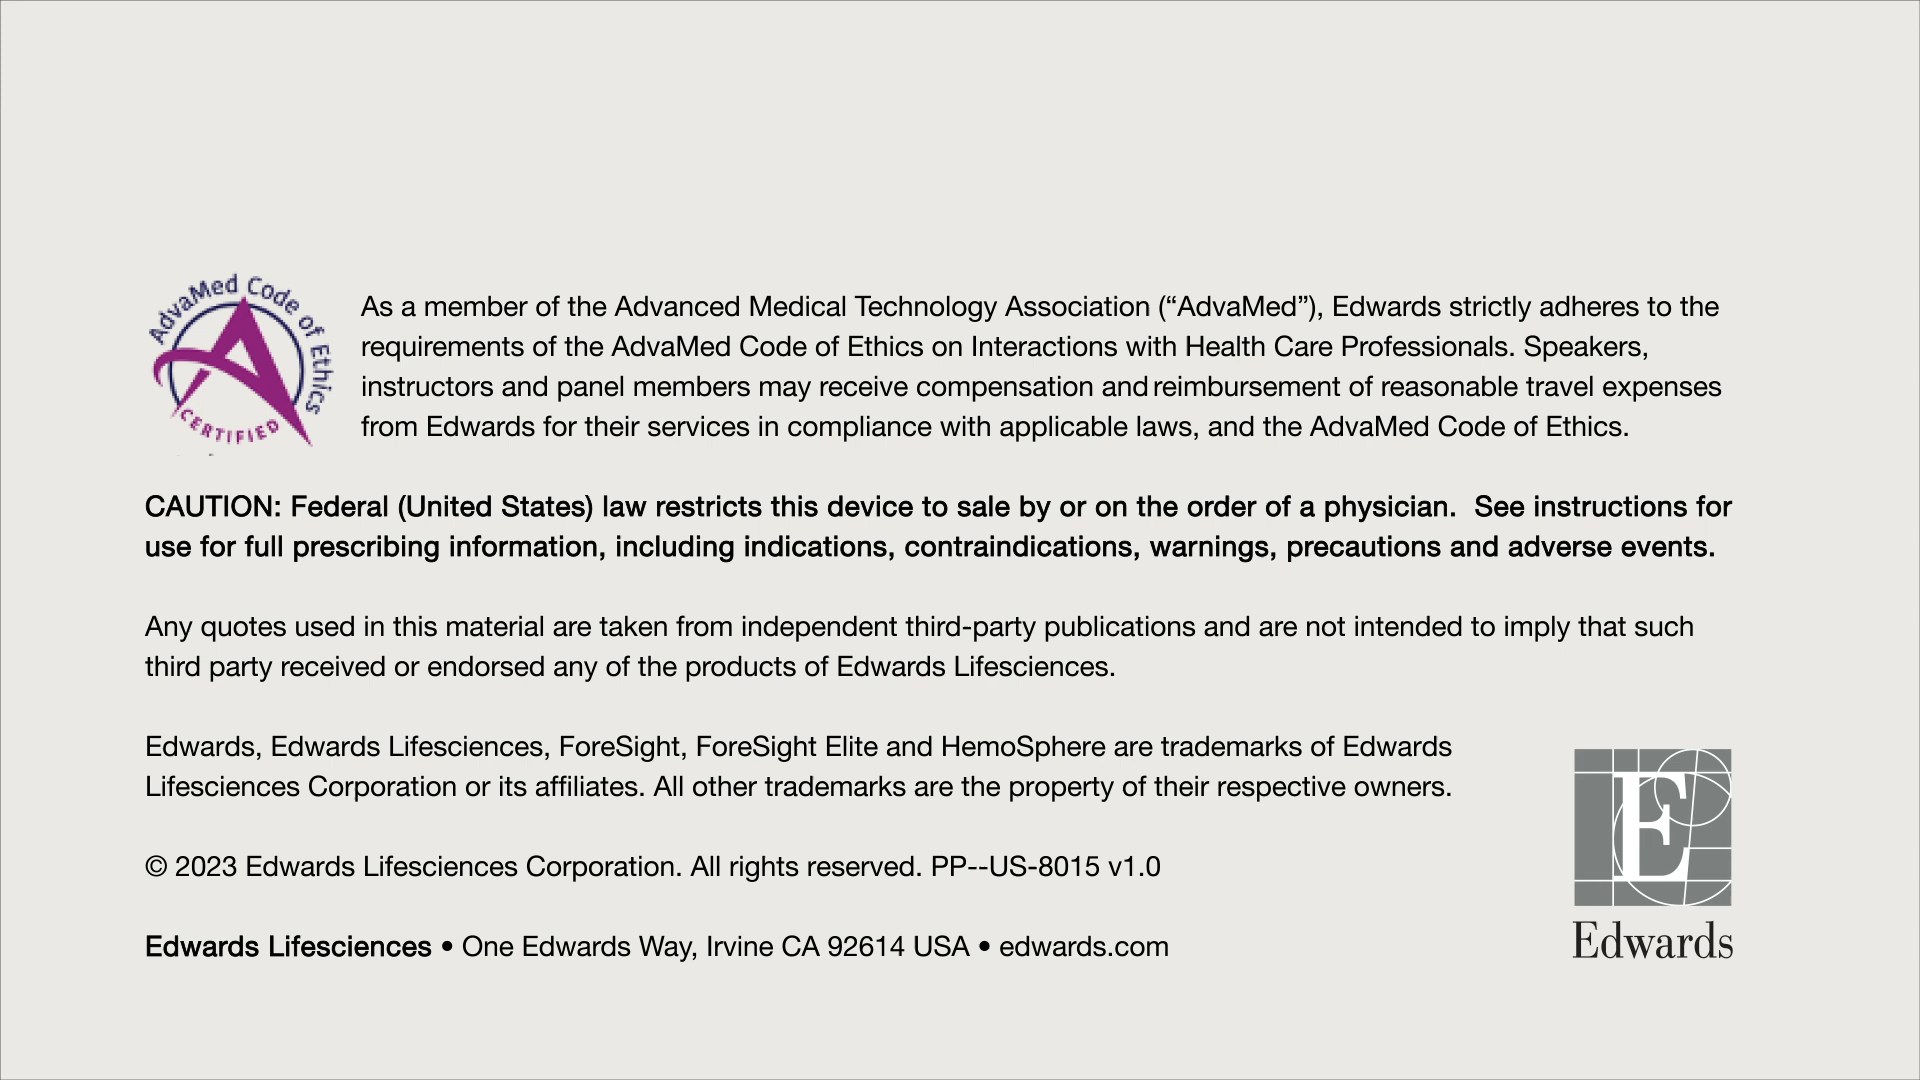 AdvaMed Code of Ethics
CERTIFIED
As a member of the Advanced Medical Technology Association (“AdvaMed”), Edwards strictly adheres to the
requirements of the AdvaMed Code of Ethics on Interactions with Health Care Professionals. Speakers,
instructors and panel members may receive compensation and reimbursement of reasonable travel expenses
from Edwards for their services in compliance with applicable laws, and the AdvaMed Code of Ethics.
CAUTION: Federal (United States) law restricts this device to sale by or on the order of a physician.  See instructions for
use for full prescribing information, including indications, contraindications, warnings, precautions and adverse events.
Any quotes used in this material are taken from independent third-party publications and are not intended to imply that such
third party received or endorsed any of the products of Edwards Lifesciences.
Edwards, Edwards Lifesciences, ForeSight, ForeSight Elite and HemoSphere are trademarks of Edwards
Lifesciences Corporation or its affiliates. All other trademarks are the property of their respective owners.
© 2023 Edwards Lifesciences Corporation. All rights reserved. PP--US-8015 v1.0
Edwards Lifesciences • One Edwards Way, Irvine CA 92614 USA • edwards.com
E
Edwards